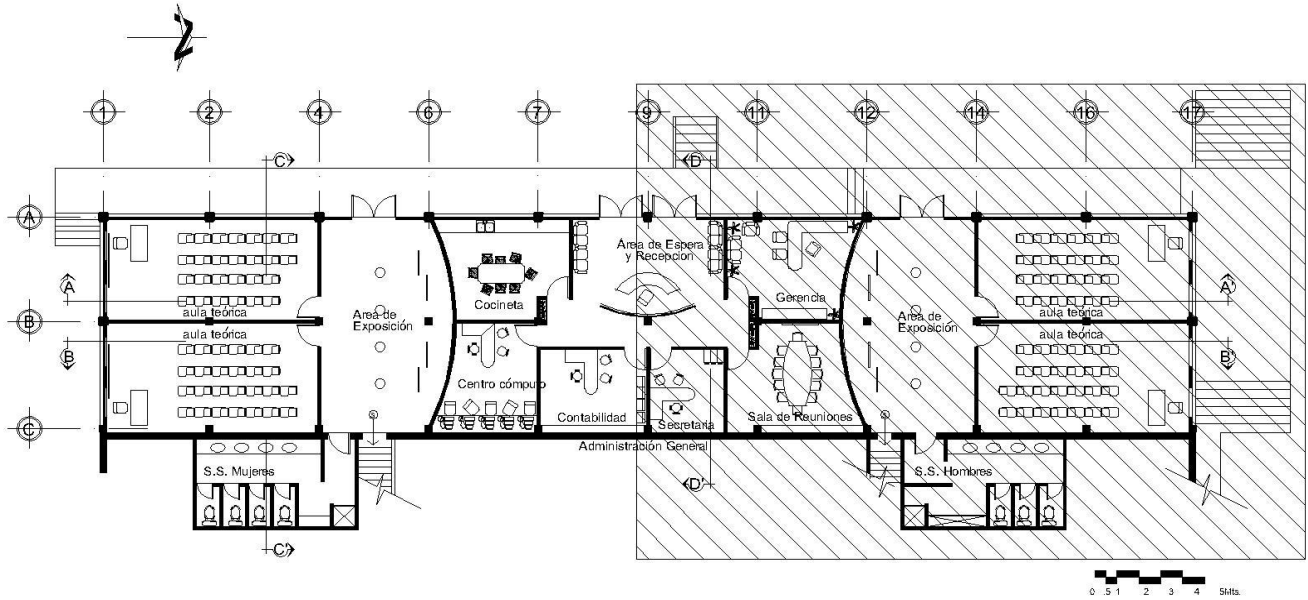 N
1 2 4 6 7 9 11 12 14 16 17
C D
A
Área de Espera
y Recepcion
A A'
Cocineta Gerencia
aula teórica aula teórica
B
Area de
Exposición
Area de
Exposición
aula teórica aula teórica
B B'
Centro cómputo
Contabilidad Secretaria Sala de Reuniones
C
Administración General
S.S. Mujeres S.S. Hombres
D'
C'
0 .5 1 2 3 4 5Mts.